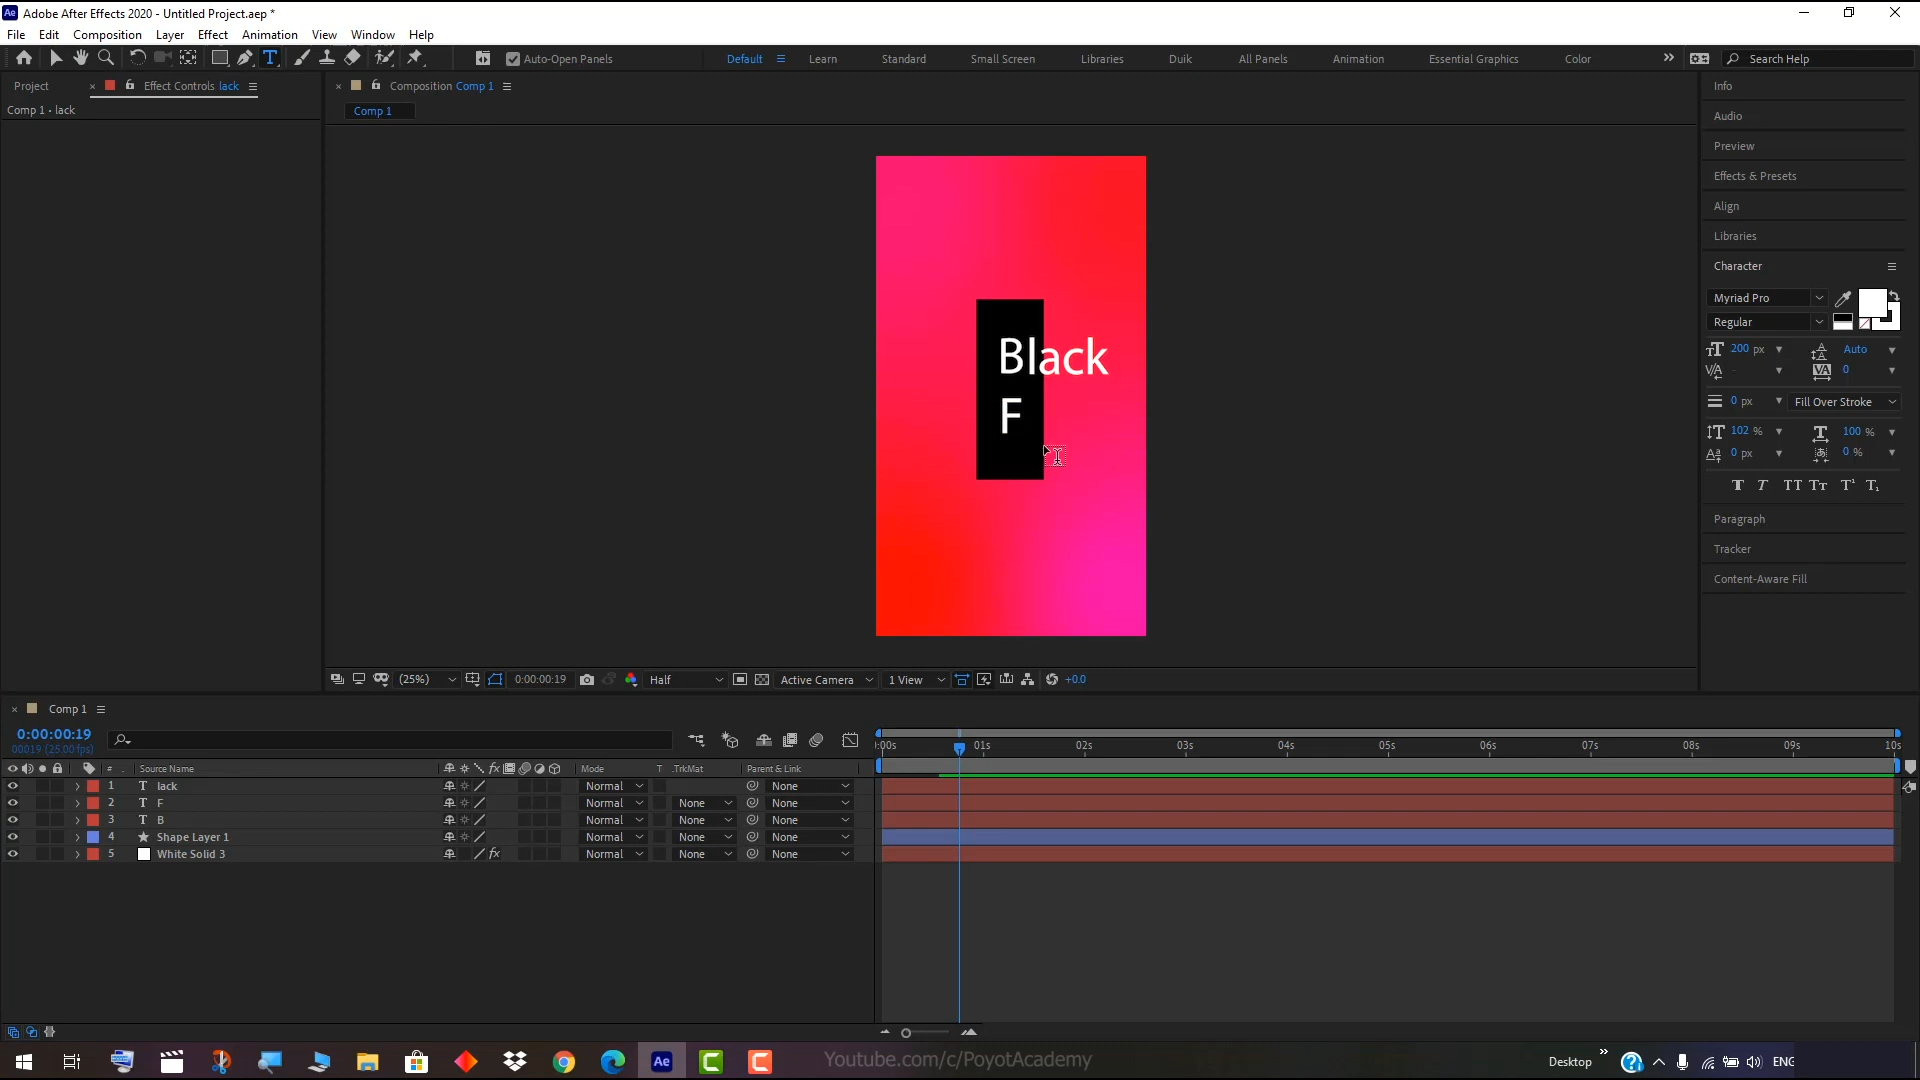 Adobe After Effects 2020 - Untitled Project.aep *
File Edit Composition Layer Effect Animation View Window Help
Auto-Open Panels
Default Learn Standard Small Screen Libraries Duik All Panels Animation Essential Graphics Color Search Help
Project Effect Controls lack
Comp 1 • lack
Composition Comp 1
Comp 1
Black
F
(25%) 0:00:00:19 Half Active Camera 1 View +0.0
Info
Audio
Preview
Effects & Presets
Align
Libraries
Character
Myriad Pro
Regular
200 px Auto
0
0 px Fill Over Stroke
102 % 100 %
0 px 0 %
Paragraph
Tracker
Content-Aware Fill
Comp 1
0:00:00:19
00019 (25.00 fps)
:00s 01s 02s 03s 04s 05s 06s 07s 08s 09s 10s
# Source Name Mode T .TrkMat Parent & Link
1 T lack Normal None
2 T F Normal None None
3 T B Normal None None
4 Shape Layer 1 Normal None None
5 White Solid 3 Normal None None
Youtube.com/c/PoyotAcademy
Desktop ENG